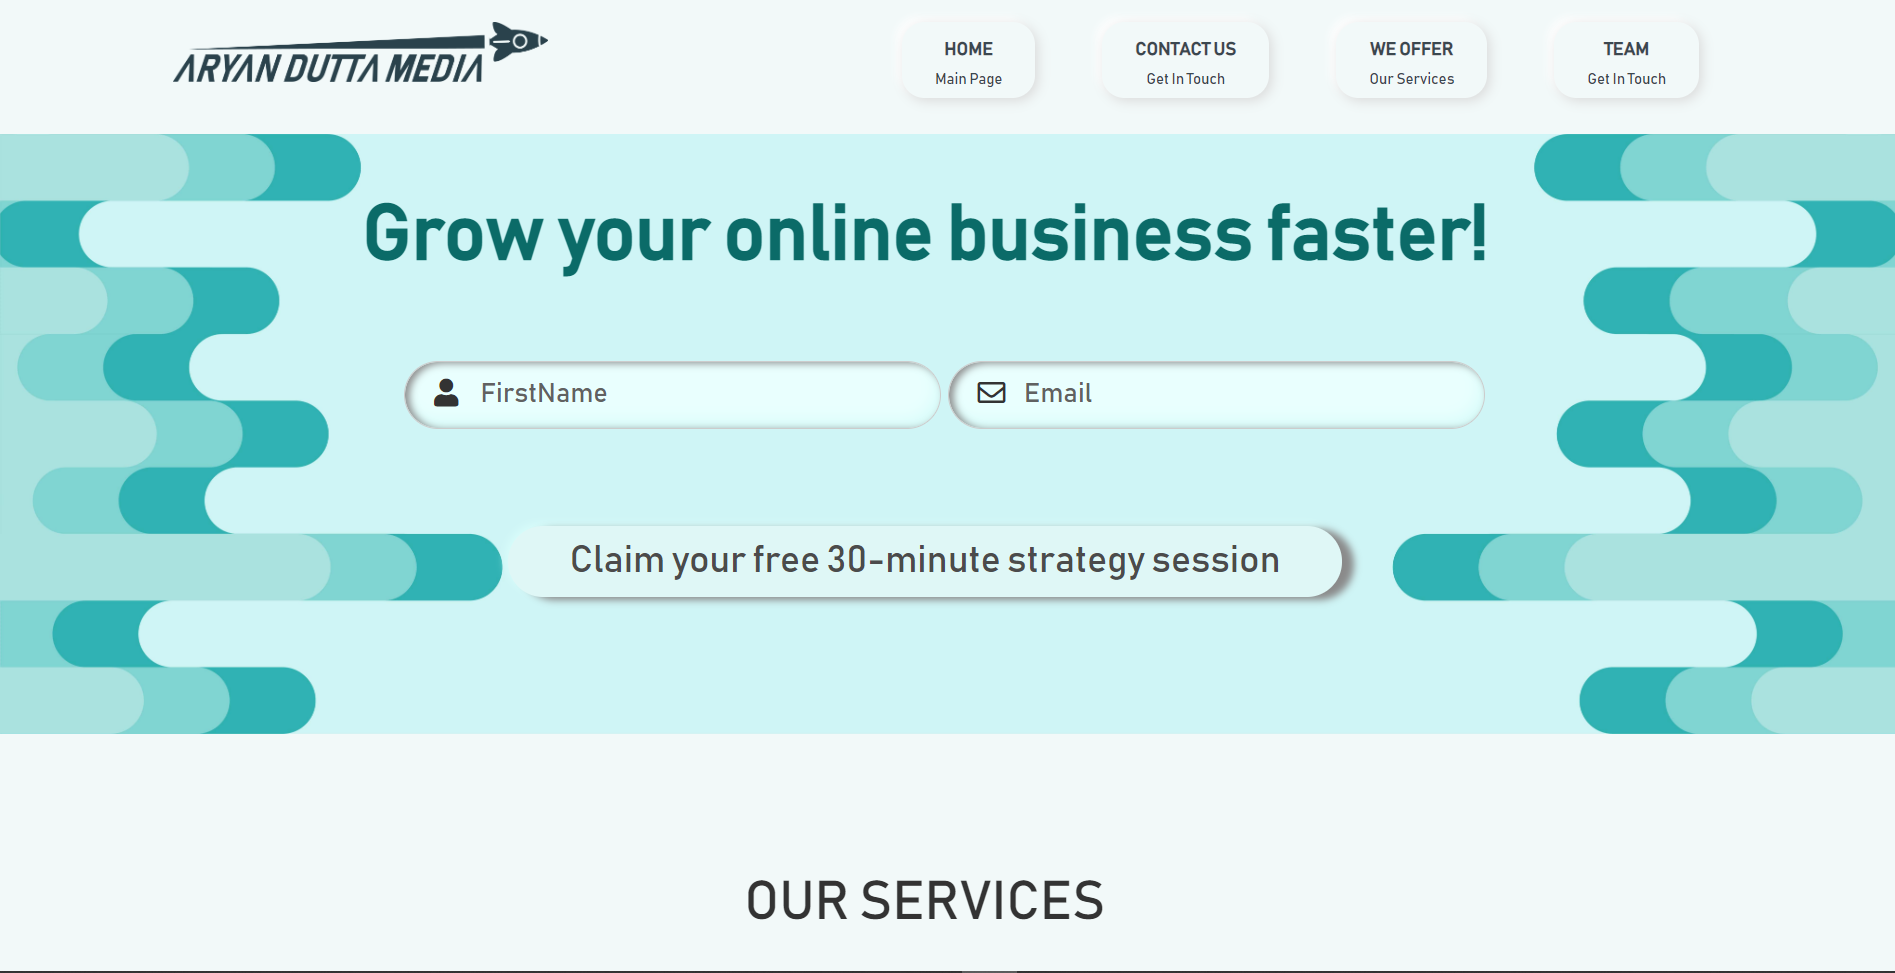 ARYAN DUTTA MEDIA
HOME
Main Page
CONTACT US
Get In Touch
WE OFFER
Our Services
TEAM
Get In Touch
Grow your online business faster!
FirstName
Email
Claim your free 30-minute strategy session
OUR SERVICES